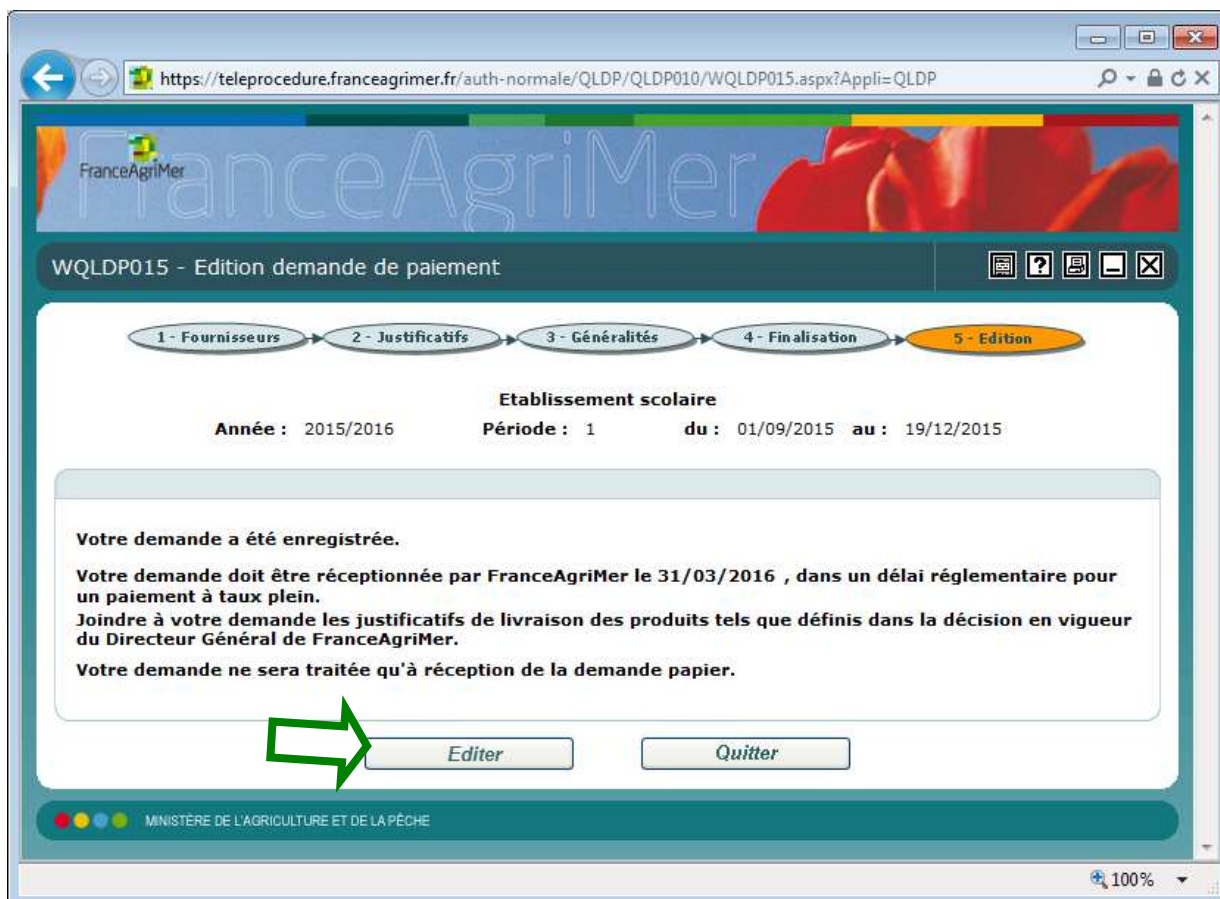 https://teleprocedure.franceagrimer.fr/auth-normale/QLDP/QLDP010/WQLDP015.aspx?Appli=QLDP
FranceAgriMer
FranceAgriMer
WQLDP015 - Edition demande de paiement
1 - Fournisseurs 2 - Justificatifs 3 - Généralités 4 - Finalisation 5 - Edition
Etablissement scolaire
Année : 2015/2016 Période : 1 du : 01/09/2015 au : 19/12/2015
Votre demande a été enregistrée.
Votre demande doit être réceptionnée par FranceAgriMer le 31/03/2016 , dans un délai réglementaire pour
un paiement à taux plein.
Joindre à votre demande les justificatifs de livraison des produits tels que définis dans la décision en vigueur
du Directeur Général de FranceAgriMer.
Votre demande ne sera traitée qu'à réception de la demande papier.
Editer Quitter
MINISTÈRE DE L'AGRICULTURE ET DE LA PÊCHE
100%